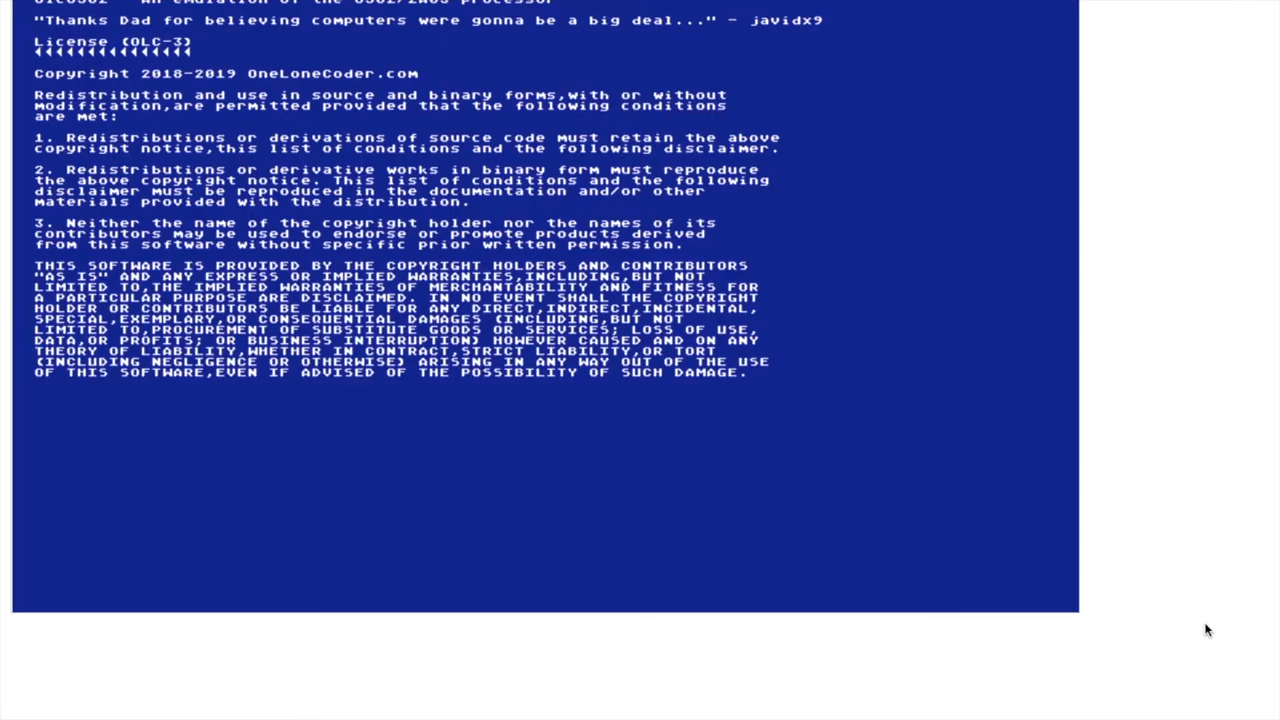 "Thanks Dad for believing computers were gonna be a big deal..." - javidx9
License (OLC-3)
Copyright 2018-2019 OneLoneCoder.com
Redistribution and use in source and binary forms,with or without
modification,are permitted provided that the following conditions
are met:
1. Redistributions or derivations of source code must retain the above
copyright notice,this list of conditions and the following disclaimer.
2. Redistributions or derivative works in binary form must reproduce
the above copyright notice. This list of conditions and the following
disclaimer must be reproduced in the documentation and/or other
materials provided with the distribution.
3. Neither the name of the copyright holder nor the names of its
contributors may be used to endorse or promote products derived
from this software without specific prior written permission.
THIS SOFTWARE IS PROVIDED BY THE COPYRIGHT HOLDERS AND CONTRIBUTORS
"AS IS" AND ANY EXPRESS OR IMPLIED WARRANTIES,INCLUDING,BUT NOT
LIMITED TO,THE IMPLIED WARRANTIES OF MERCHANTABILITY AND FITNESS FOR
A PARTICULAR PURPOSE ARE DISCLAIMED. IN NO EVENT SHALL THE COPYRIGHT
HOLDER OR CONTRIBUTORS BE LIABLE FOR ANY DIRECT,INDIRECT,INCIDENTAL,
SPECIAL,EXEMPLARY,OR CONSEQUENTIAL DAMAGES (INCLUDING,BUT NOT
LIMITED TO,PROCUREMENT OF SUBSTITUTE GOODS OR SERVICES; LOSS OF USE,
DATA,OR PROFITS; OR BUSINESS INTERRUPTION) HOWEVER CAUSED AND ON ANY
THEORY OF LIABILITY,WHETHER IN CONTRACT,STRICT LIABILITY,OR TORT
(INCLUDING NEGLIGENCE OR OTHERWISE) ARISING IN ANY WAY OUT OF THE USE
OF THIS SOFTWARE,EVEN IF ADVISED OF THE POSSIBILITY OF SUCH DAMAGE.